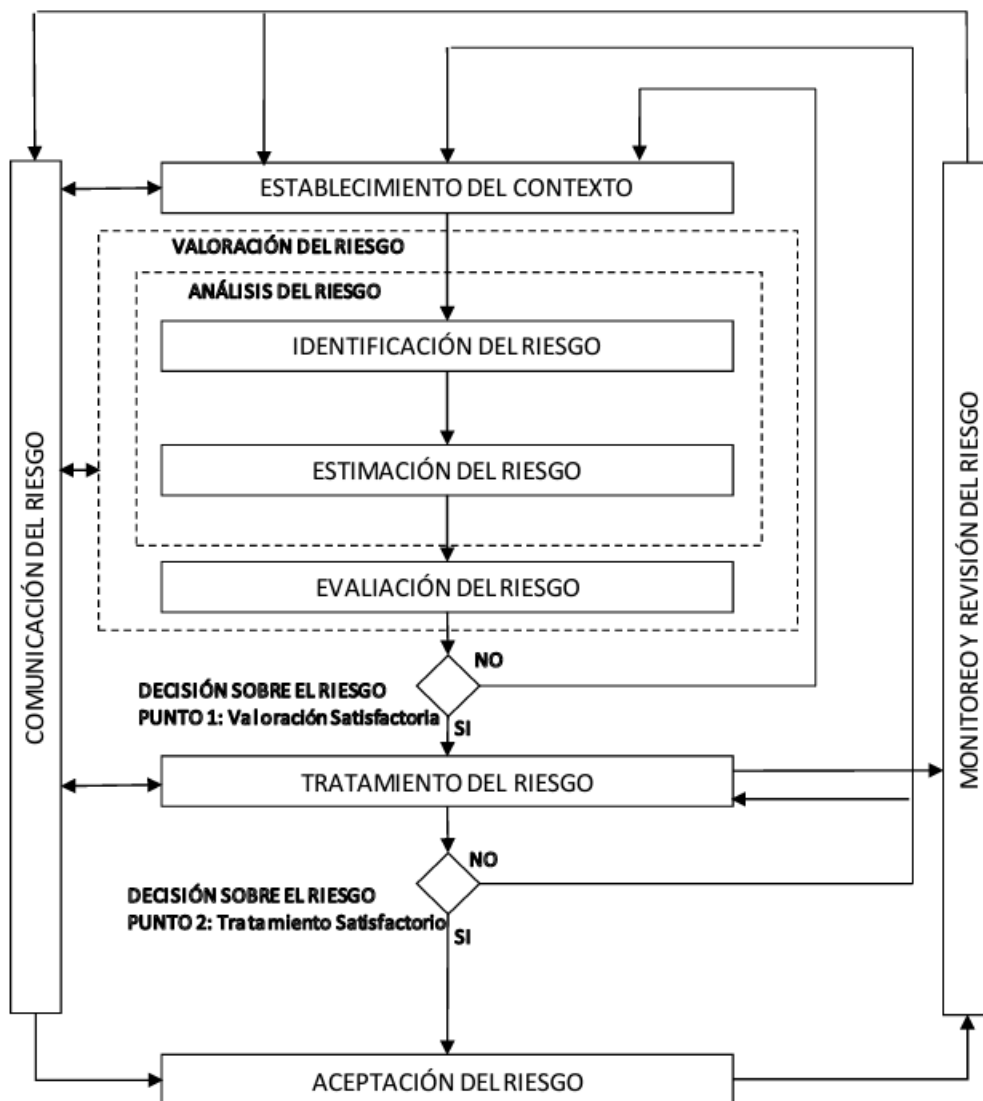 ESTABLECIMIENTO DEL CONTEXTO
VALORACIÓN DEL RIESGO
ANÁLISIS DEL RIESGO
IDENTIFICACIÓN DEL RIESGO
ESTIMACIÓN DEL RIESGO
EVALIACIÓN DEL RIESGO
NO
DECISIÓN SOBRE EL RIESGO
PUNTO 1: Valoración Satisfactoria
SI
TRATAMIENTO DEL RIESGO
NO
DECISIÓN SOBRE EL RIESGO
PUNTO 2: Tratamiento Satisfactorio
SI
ACEPTACIÓN DEL RIESGO
COMUNICACIÓN DEL RIESGO
MONITOREO Y REVISIÓN DEL RIESGO